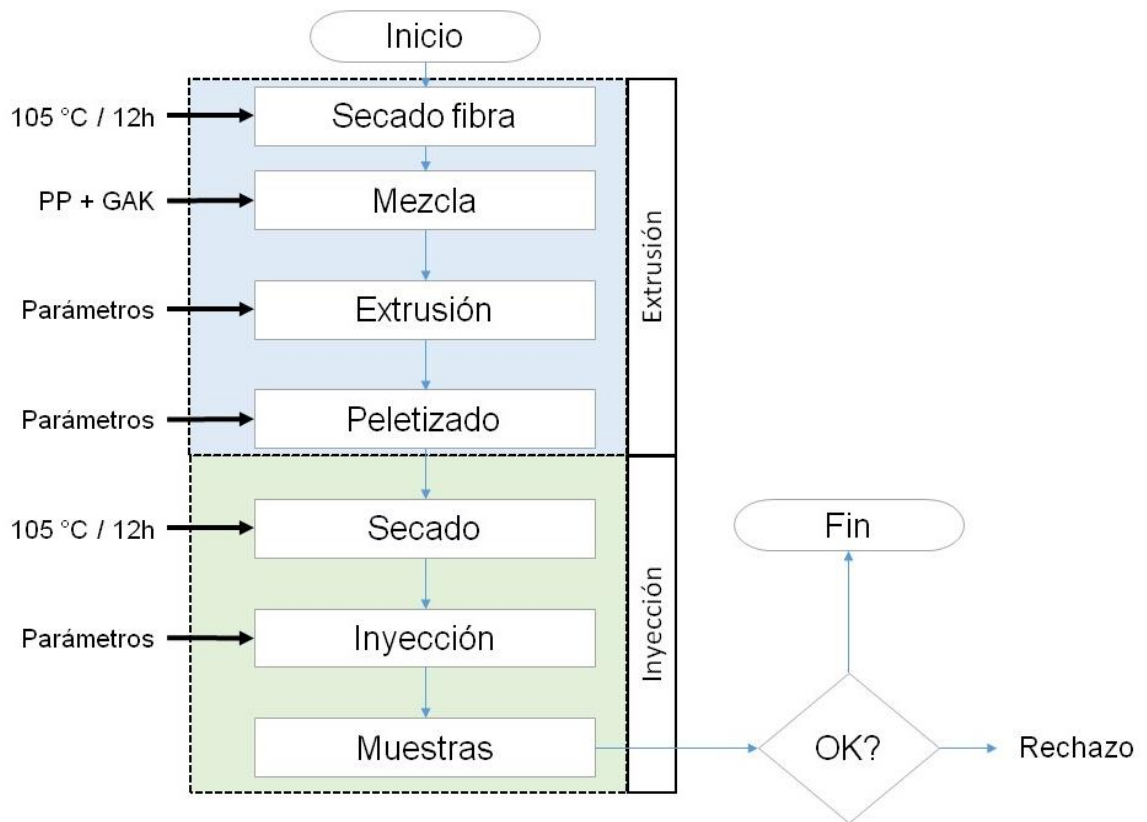 Inicio
105 °C / 12h
Secado fibra
PP + GAK
Mezcla
Parámetros
Extrusión
Parámetros
Peletizado
Extrusión
105 °C / 12h
Secado
Parámetros
Inyección
Muestras
Inyección
Fin
OK?
Rechazo